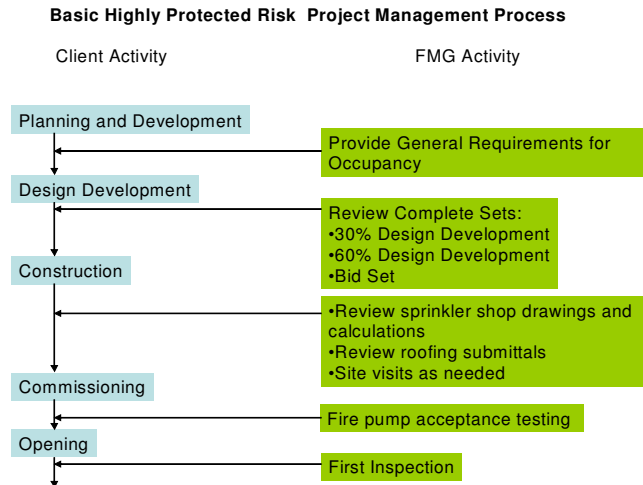 Basic Highly Protected Risk Project Management Process
Client Activity
FMG Activity
Planning and Development
Provide General Requirements for
Occupancy
Design Development
Review Complete Sets:
•30% Design Development
•60% Design Development
•Bid Set
Construction
•Review sprinkler shop drawings and
calculations
•Review roofing submittals
•Site visits as needed
Commissioning
Fire pump acceptance testing
Opening
First Inspection